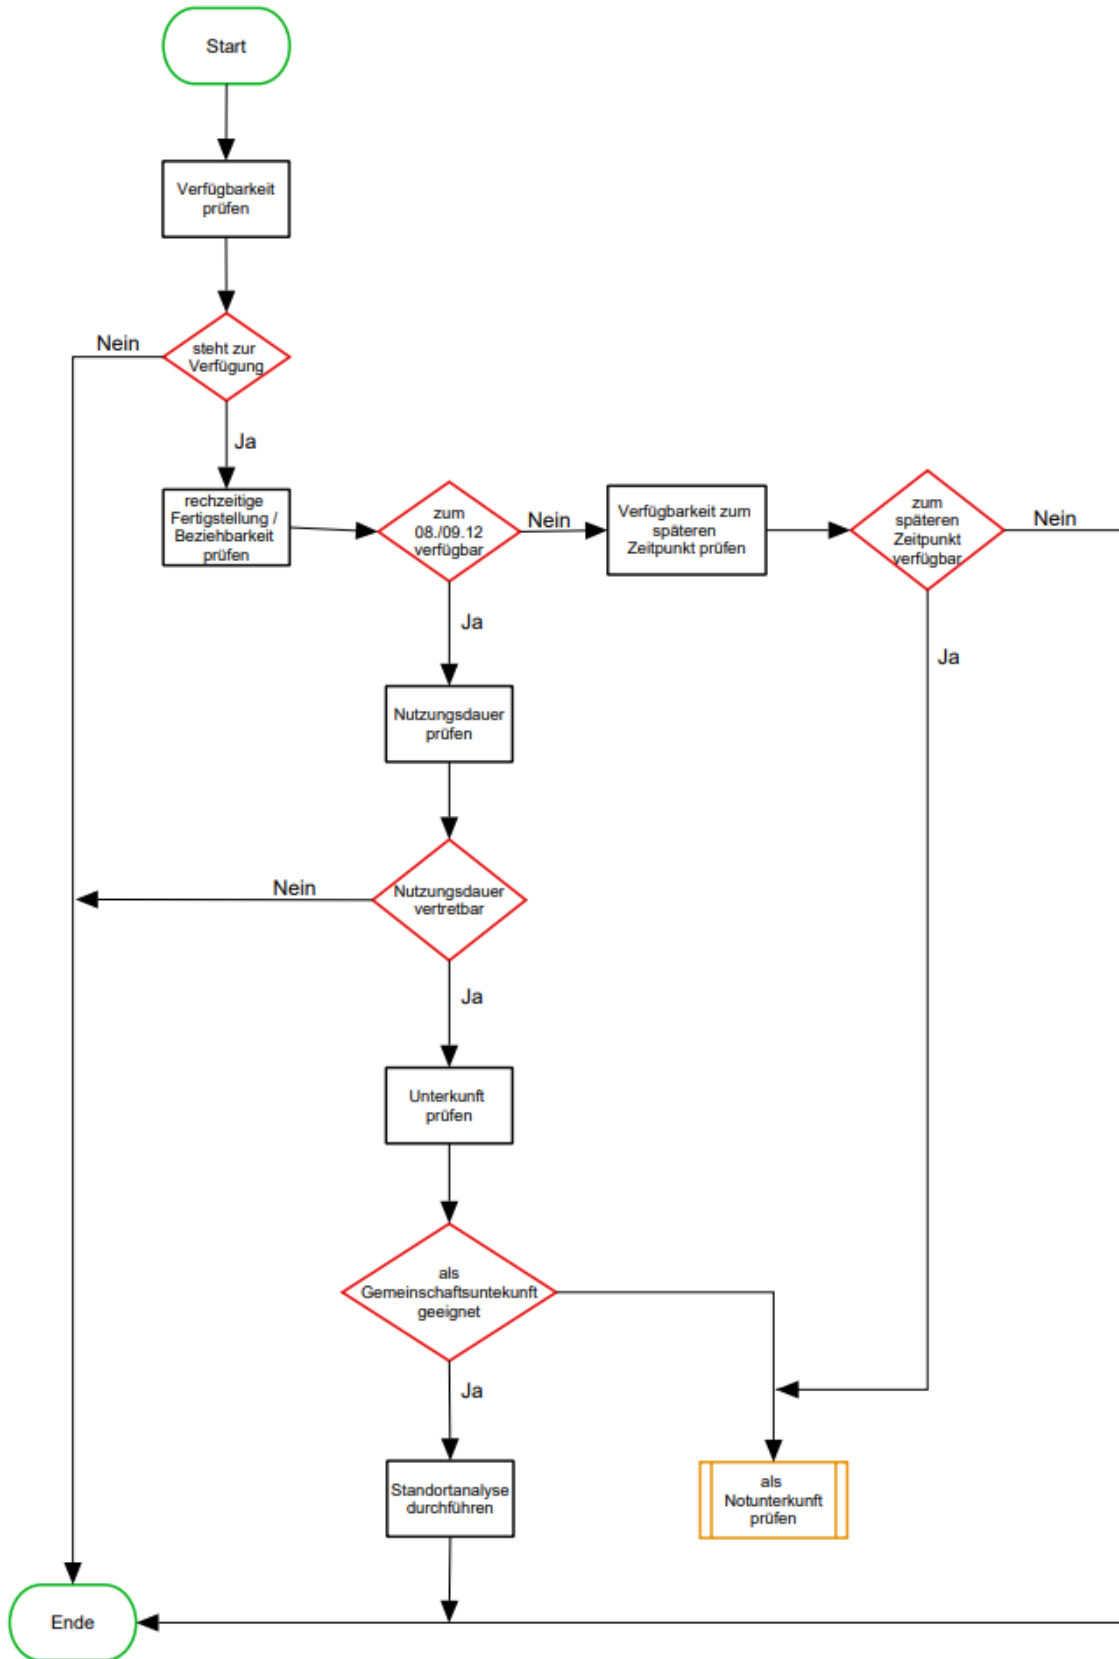 Start
Verfügbarkeit
prüfen
Nein
steht zur
Verfügung
Ja
rechzeitige
Fertigstellung /
Beziehbarkeit
prüfen
zum
08./09.12
verfügbar
Nein
Verfügbarkeit zum
späteren
Zeitpunkt prüfen
zum
späteren
Zeitpunkt
verfügbar
Nein
Ja
Ja
Nutzungsdauer
prüfen
Nein
Nutzungsdauer
vertretbar
Ja
Unterkunft
prüfen
als
Gemeinschaftsuntekunft
geeignet
Ja
Standortanalyse
durchführen
als
Notunterkunft
prüfen
Ende